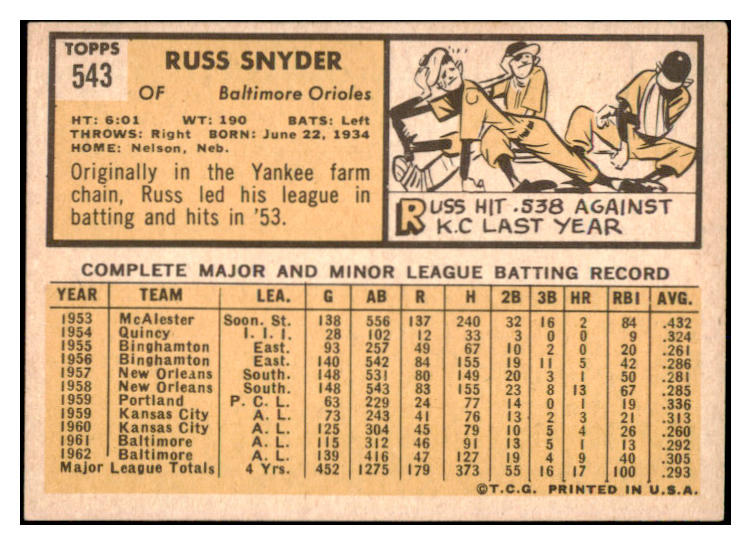 TOPPS
543
RUSS SNYDER
OF Baltimore Orioles
HT: 6:01 WT: 190 BATS: Left
THROWS: Right BORN: June 22, 1934
HOME: Nelson, Neb.
Originally in the Yankee farm
chain, Russ led his league in
batting and hits in '53.
RUSS HIT .538 AGAINST
K.C LAST YEAR
COMPLETE MAJOR AND MINOR LEAGUE BATTING RECORD
YEAR TEAM LEA. G AB R H 2B 3B HR RBI AVG.
1953 McAlester Soon. St. 138 556 137 240 32 16 2 84 .432
1954 Quincy I. I. I. 28 102 12 33 3 0 0 9 .324
1955 Binghamton East. 93 257 49 67 10 2 0 20 .261
1956 Binghamton East. 140 542 84 155 19 11 5 42 .286
1957 New Orleans South. 148 531 80 149 20 3 1 50 .281
1958 New Orleans South. 148 543 83 155 23 8 13 67 .285
1959 Portland P. C. L. 63 229 24 77 14 0 1 19 .336
1959 Kansas City A. L. 73 243 41 76 13 2 3 21 .313
1960 Kansas City A. L. 125 304 45 79 10 5 4 26 .260
1961 Baltimore A. L. 115 312 46 91 13 5 1 13 .292
1962 Baltimore A. L. 139 416 47 127 19 4 9 40 .305
Major League Totals 4 Yrs. 452 1275 179 373 55 16 17 100 .293
©T.C.G. PRINTED IN U.S.A.